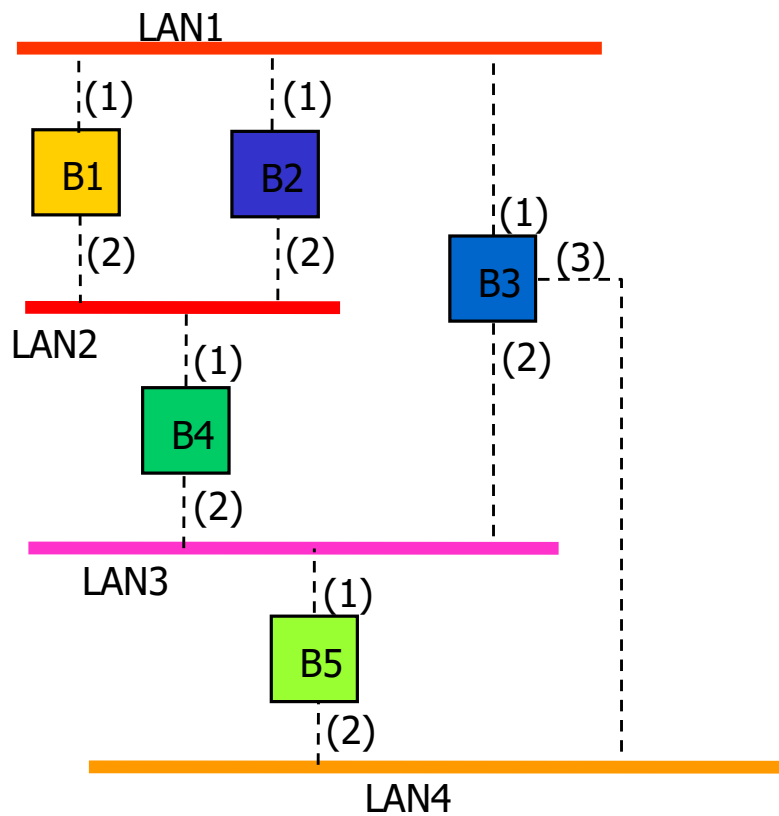 LAN1
(1) (1)
B1 B2
(1)
(2) (2) B3 (3)
LAN2
(1) (2)
B4
(2)
LAN3
(1)
B5
(2)
LAN4